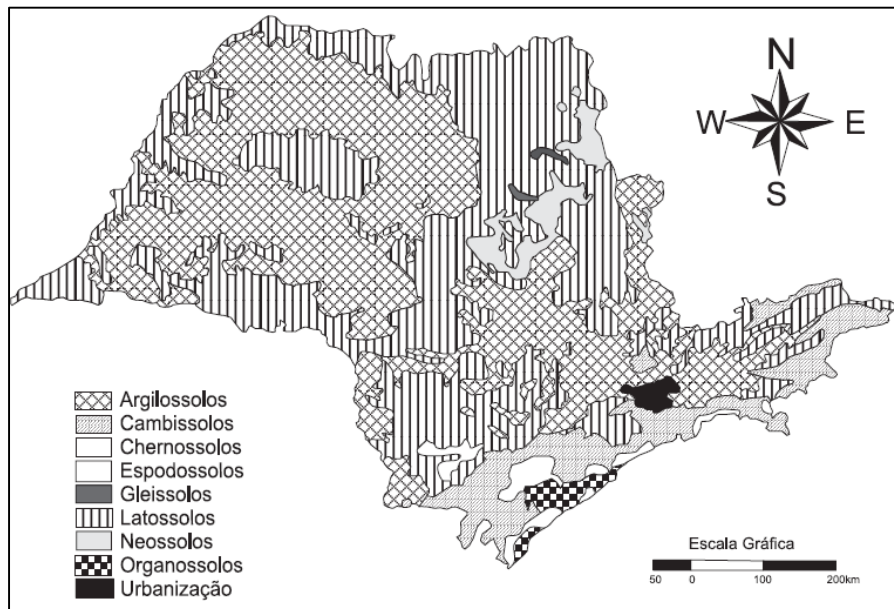 N
W E
S
Argilossolos
Cambissolos
Chernossolos
Espodossolos
Gleissolos
Latossolos
Neossolos
Organossolos
Urbanização
Escala Gráfica
50 0 100 200km